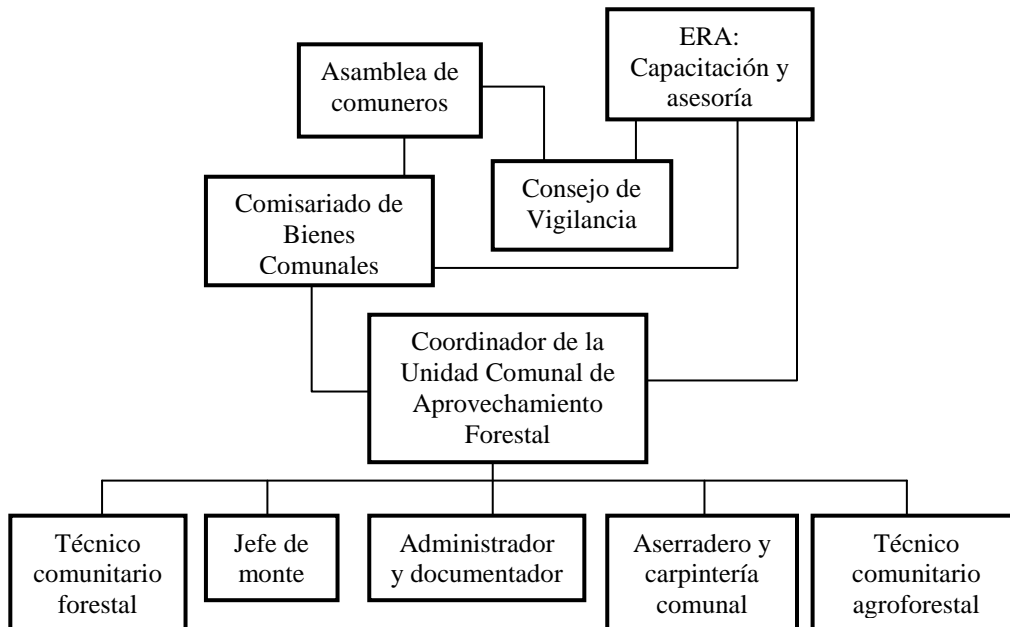 Asamblea de
comuneros
ERA:
Capacitación y
asesoría
Comisariado de
Bienes
Comunales
Consejo de
Vigilancia
Coordinador de la
Unidad Comunal de
Aprovechamiento
Forestal
Técnico
comunitario
forestal
Jefe de
monte
Administrador
y documentador
Aserradero y
carpintería
comunal
Técnico
comunitario
agroforestal